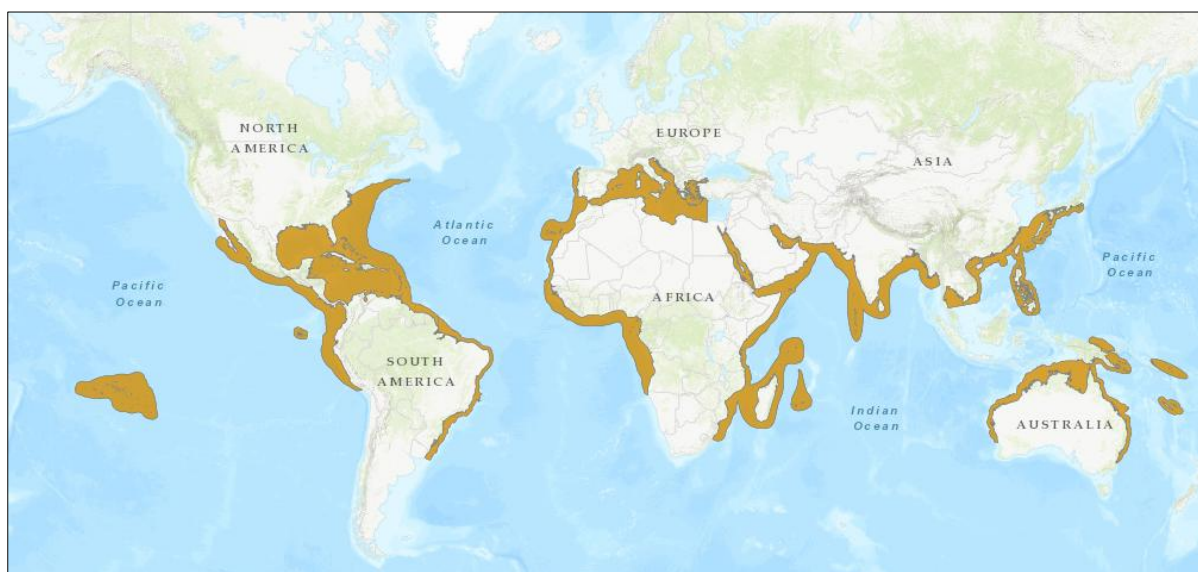 NORTH
AMERICA
EUROPE
ASIA
Atlantic
Ocean
Pacific
Ocean
Pacific
Ocean
AFRICA
SOUTH
AMERICA
Indian
Ocean
AUSTRALIA